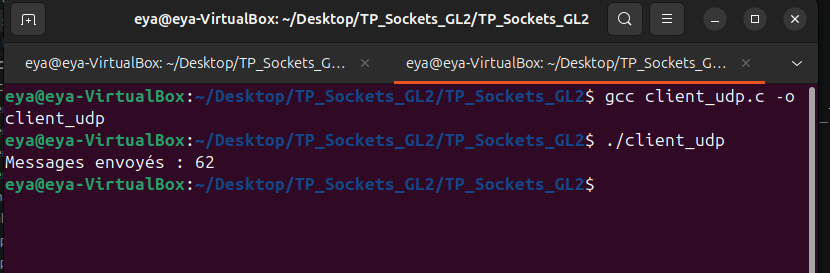 eya@eya-VirtualBox: ~/Desktop/TP_Sockets_GL2/TP_Sockets_GL2
eya@eya-VirtualBox: ~/Desktop/TP_Sockets_G...
eya@eya-VirtualBox: ~/Desktop/TP_Sockets_G...
eya@eya-VirtualBox:~/Desktop/TP_Sockets_GL2/TP_Sockets_GL2$ gcc client_udp.c -o
client_udp
eya@eya-VirtualBox:~/Desktop/TP_Sockets_GL2/TP_Sockets_GL2$ ./client_udp
Messages envoyés : 62
eya@eya-VirtualBox:~/Desktop/TP_Sockets_GL2/TP_Sockets_GL2$